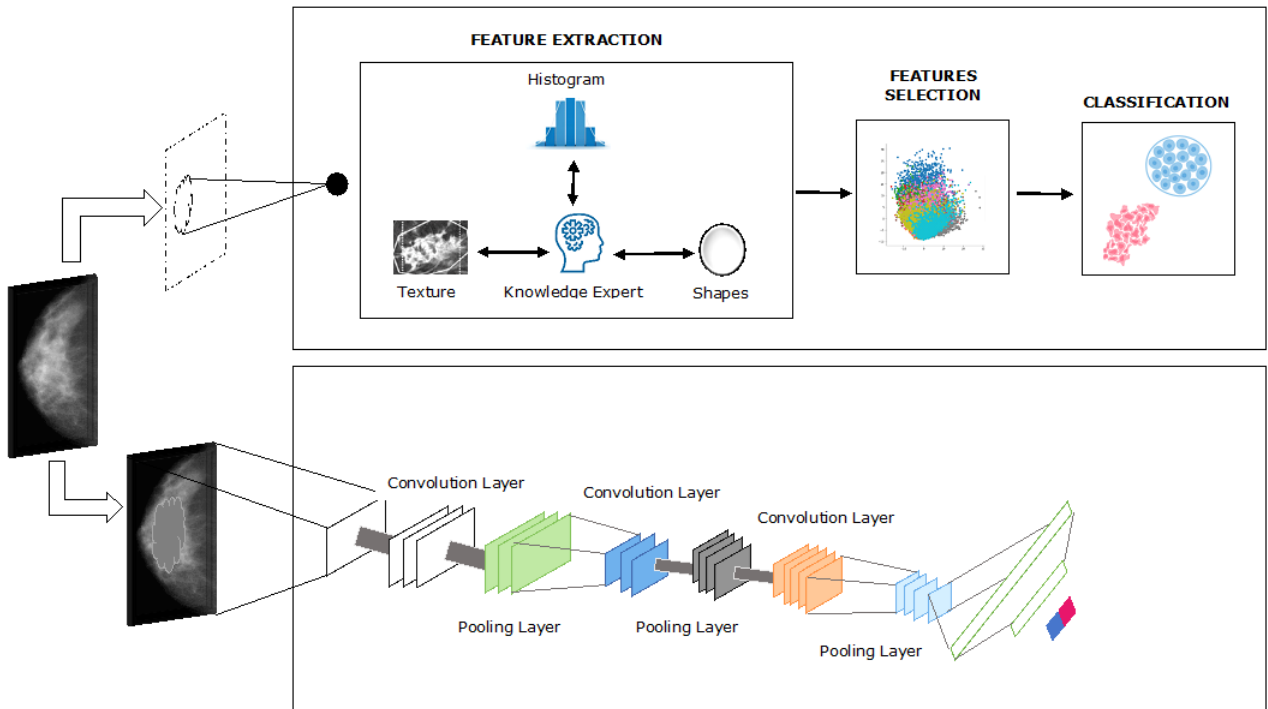 FEATURE EXTRACTION
Histogram
Texture
Knowledge Expert
Shapes
FEATURES
SELECTION
CLASSIFICATION
Convolution Layer
Convolution Layer
Convolution Layer
Pooling Layer
Pooling Layer
Pooling Layer